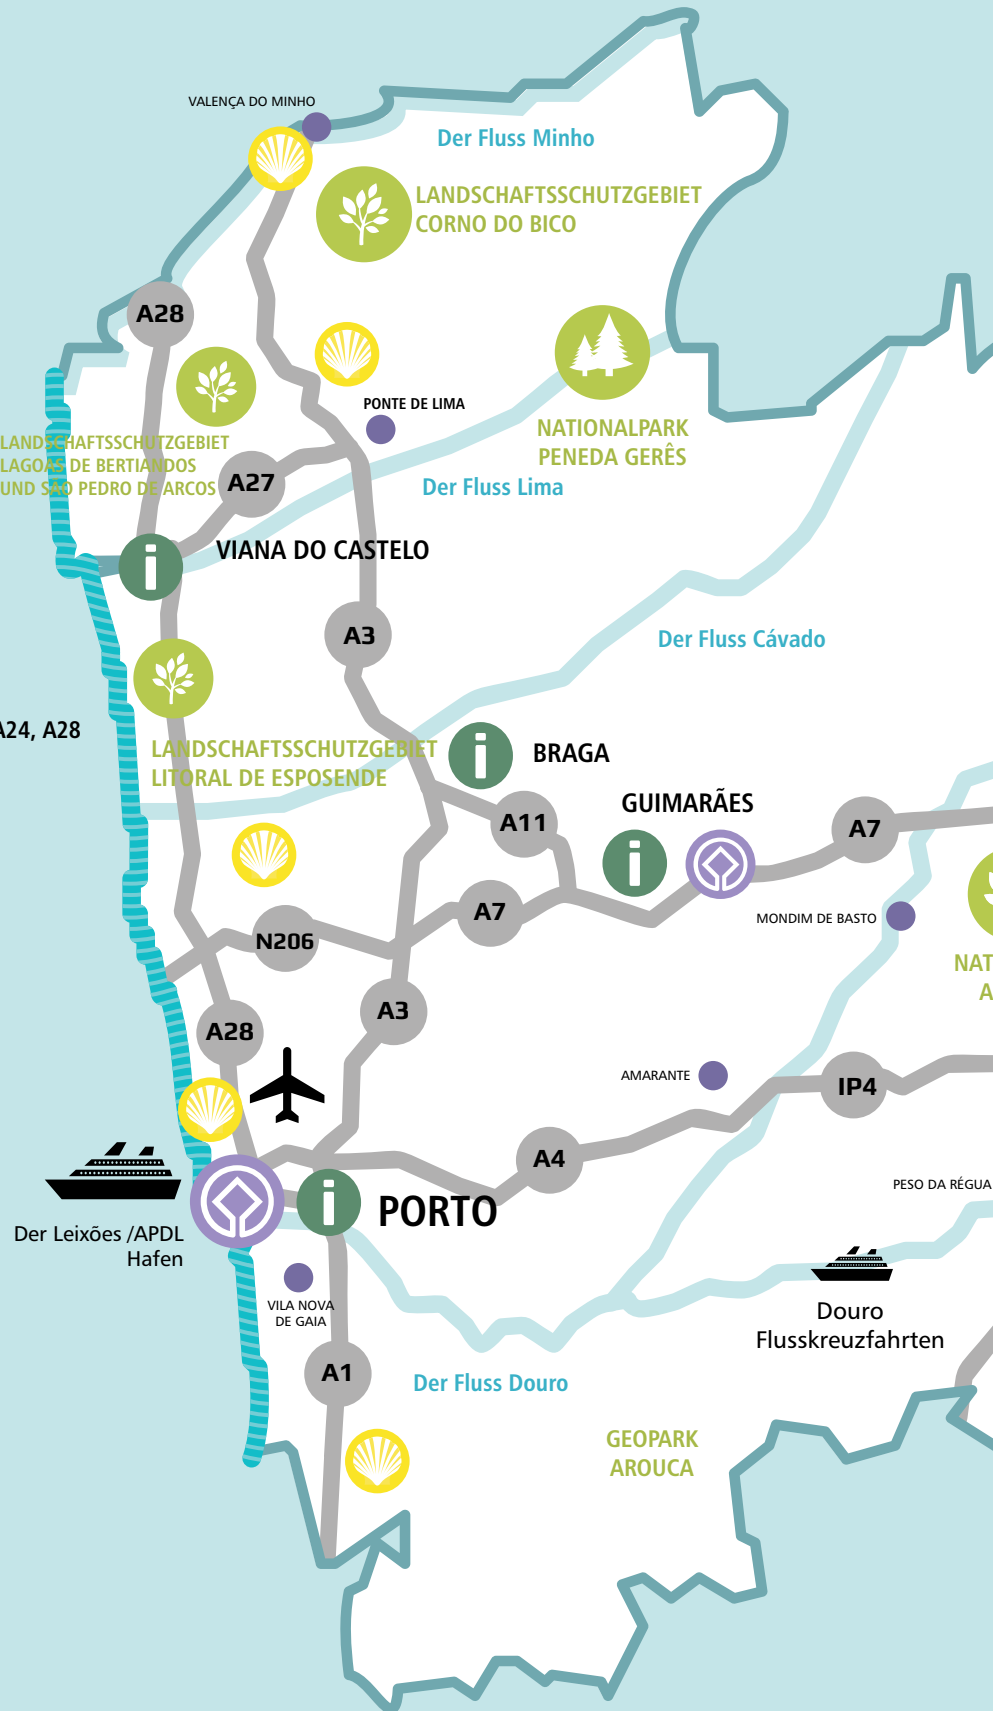 VALENÇA DO MINHO
Der Fluss Minho
LANDSCHAFTSSCHUTZGEBIET
CORNO DO BICO
A28
PONTE DE LIMA
NATIONALPARK
PENEDA GERÊS
LANDSCHAFTSSCHUTZGEBIET
LAGOAS DE BERTIANDOS
UND SÃO PEDRO DE ARCOS
A27
Der Fluss Lima
VIANA DO CASTELO
A3
Der Fluss Cávado
A24, A28
LANDSCHAFTSSCHUTZGEBIET
LITORAL DE ESPOSENDE
BRAGA
GUIMARÃES
A11
A7
A7
MONDIM DE BASTO
N206
NAT
A
A3
A28
AMARANTE
IP4
A4
PESO DA RÉGUA
PORTO
Der Leixões /APDL
Hafen
VILA NOVA
DE GAIA
Douro
Flusskreuzfahrten
A1
Der Fluss Douro
GEOPARK
AROUCA